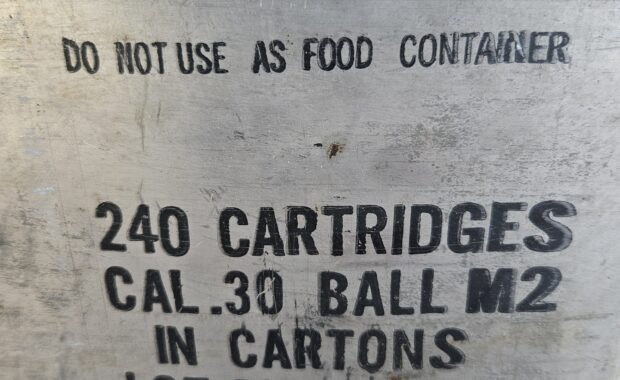 DO NOT USE AS FOOD CONTAINER
240 CARTRIDGES
CAL .30 BALL M2
IN CARTONS